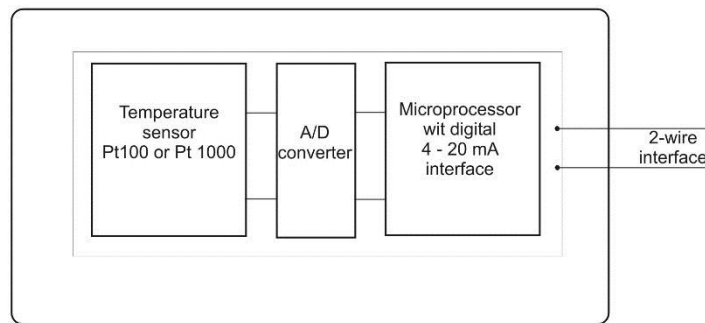 Temperature
sensor
Pt100 or Pt 1000
A/D
converter
Microprocessor
wit digital
4 - 20 mA
interface
2-wire
interface